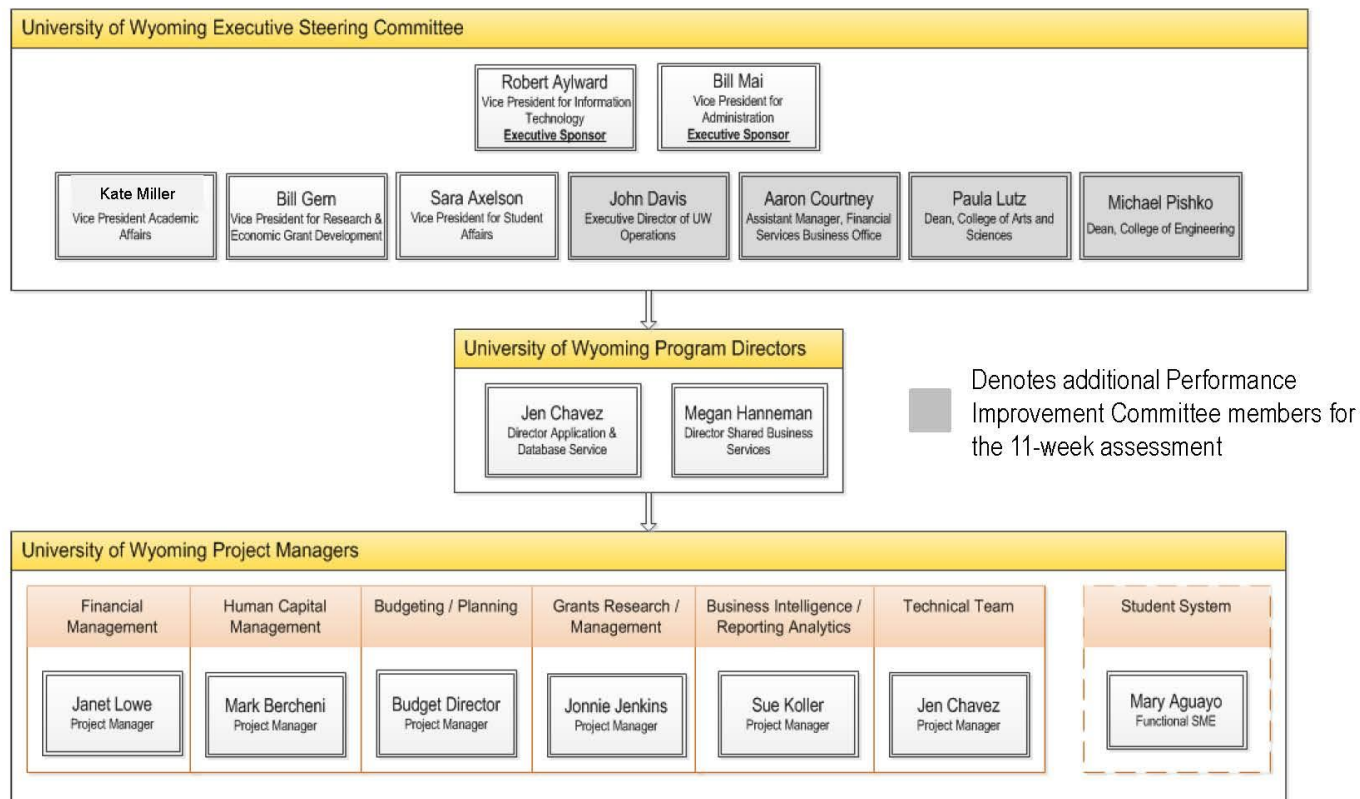 University of Wyoming Executive Steering Committee
Robert Aylward
Vice President for Information
Technology
Executive Sponsor
Bill Mai
Vice President for
Administration
Executive Sponsor
Kate Miller
Vice President Academic
Affairs
Bill Gern
Vice President for Research &
Economic Grant Development
Sara Axelson
Vice President for Student
Affairs
John Davis
Executive Director of UW
Operations
Aaron Courtney
Assistant Manager, Financial
Services Business Office
Paula Lutz
Dean, College of Arts and
Sciences
Michael Pishko
Dean, College of Engineering
University of Wyoming Program Directors
Jen Chavez
Director Application &
Database Service
Megan Hanneman
Director Shared Business
Services
Denotes additional Performance
Improvement Committee members for
the 11-week assessment
University of Wyoming Project Managers
Financial
Management
Janet Lowe
Project Manager
Human Capital
Management
Mark Bercheni
Project Manager
Budgeting / Planning
Budget Director
Project Manager
Grants Research /
Management
Jonnie Jenkins
Project Manager
Business Intelligence /
Reporting Analytics
Sue Koller
Project Manager
Technical Team
Jen Chavez
Project Manager
Student System
Mary Aguayo
Functional SME